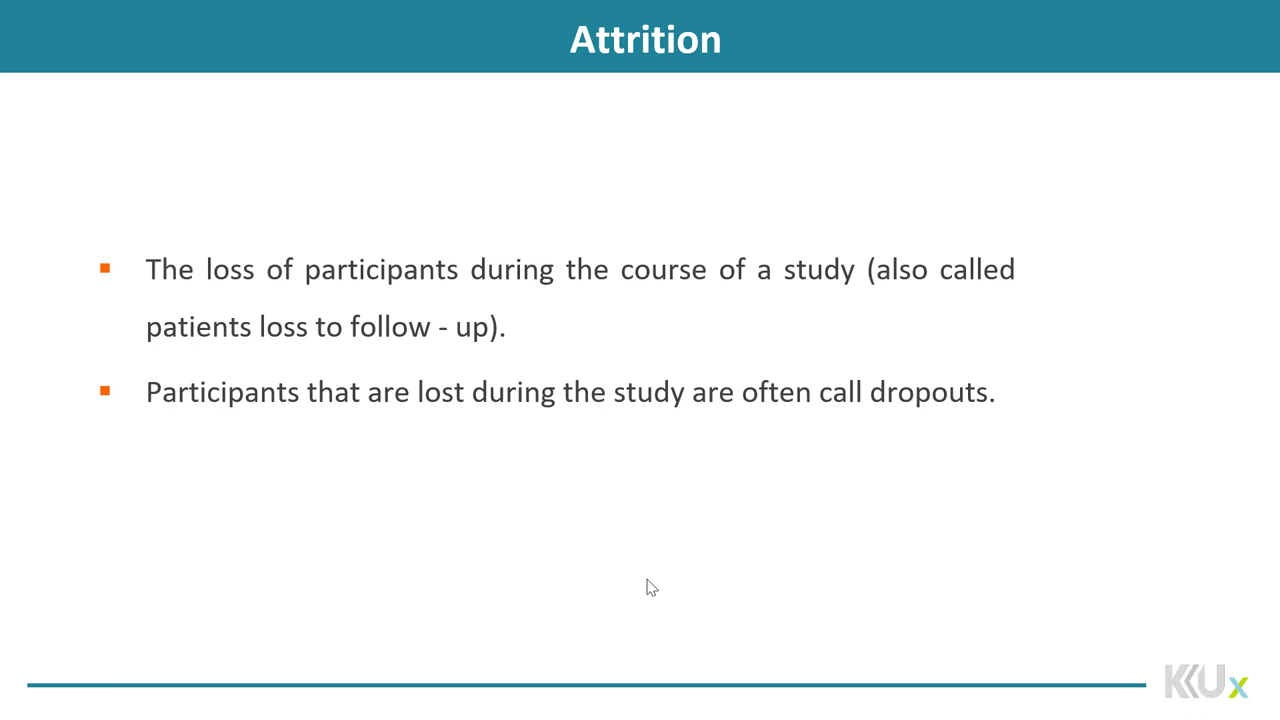 Attrition
▪ The loss of participants during the course of a study (also called
patients loss to follow - up).
▪ Participants that are lost during the study are often call dropouts.
KKUx